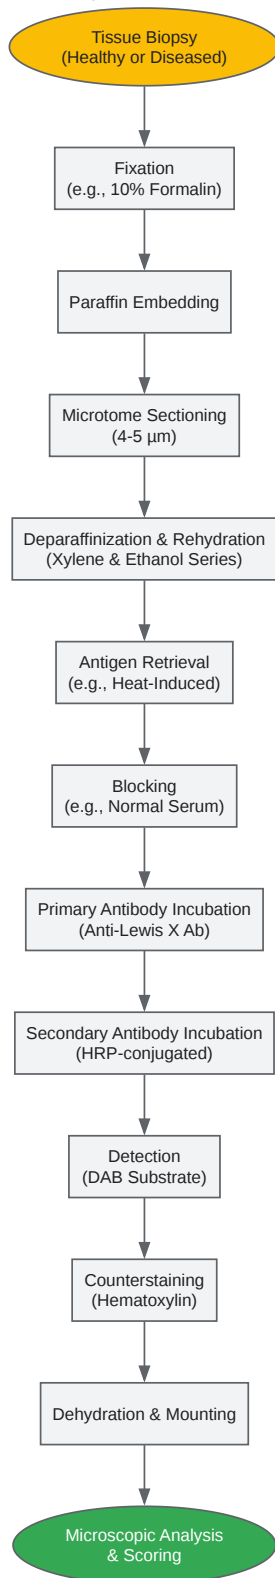 Tissue Biopsy
(Healthy or Diseased)
Fixation
(e.g., 10% Formalin)
Paraffin Embedding
Microtome Sectioning
(4-5 µm)
Deparaffinization & Rehydration
(Xylene & Ethanol Series)
Antigen Retrieval
(e.g., Heat-Induced)
Blocking
(e.g., Normal Serum)
Primary Antibody Incubation
(Anti-Lewis X Ab)
Secondary Antibody Incubation
(HRP-conjugated)
Detection
(DAB Substrate)
Counterstaining
(Hematoxylin)
Dehydration & Mounting
Microscopic Analysis
& Scoring